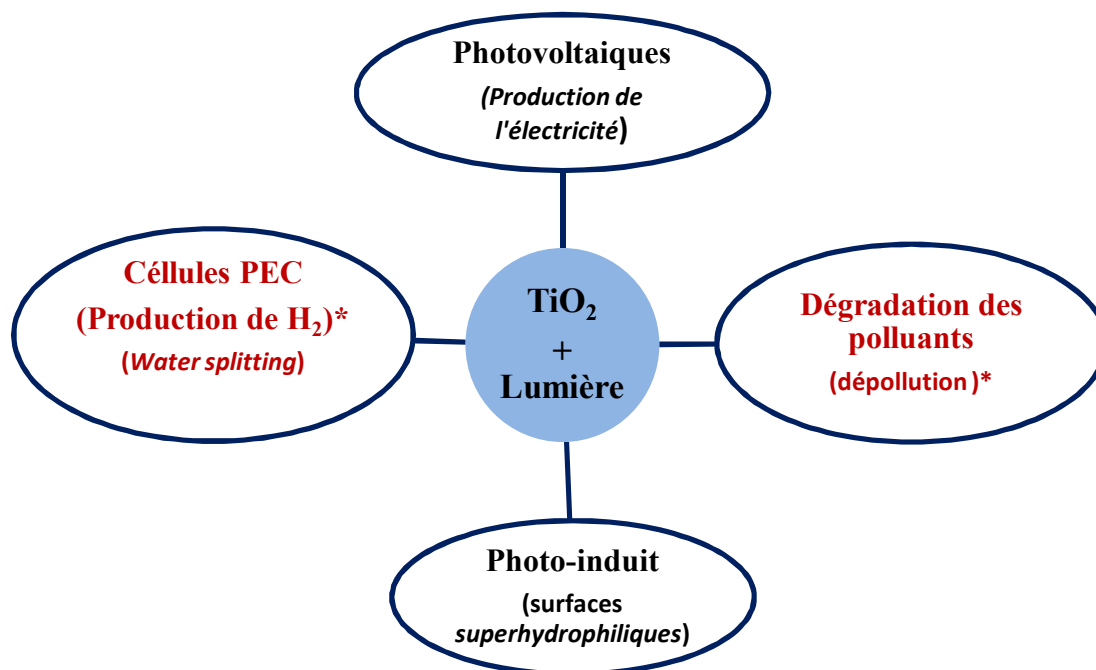 Photovoltaiques
(Production de
l'électricité)
Céllules PEC
(Production de H₂)*
(Water splitting)
TiO₂
+
Lumière
Dégradation des
polluants
(dépollution )*
Photo-induit
(surfaces
superhydrophiliques)